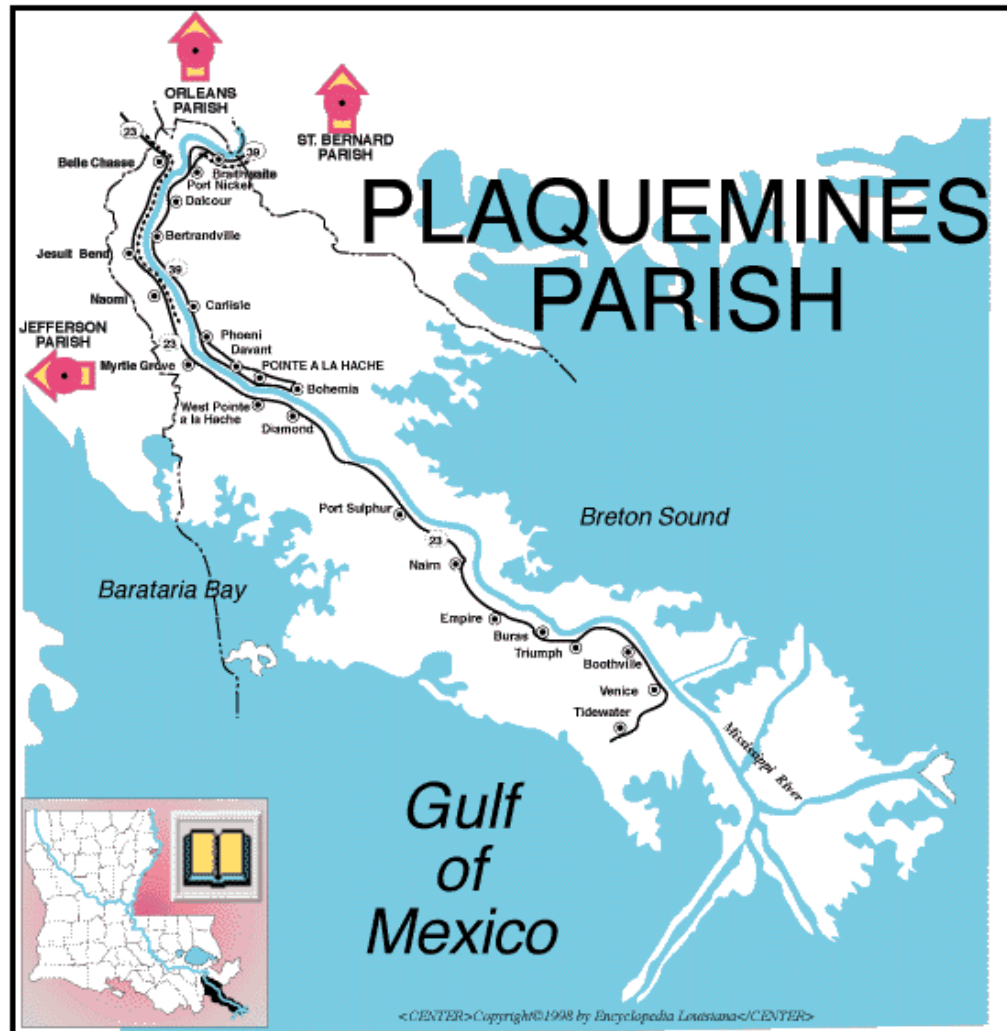 ORLEANS
PARISH
ST. BERNARD
PARISH
23
39
Belle Chasse
Braithwaite
Port Nickel
Dalcour
PLAQUEMINES
PARISH
Bertrandville
Jesuit Bend
39
Naomi
Carlisle
JEFFERSON
PARISH
23
Phoeni
Davant
Myrtle Grove
POINTE A LA HACHE
Bohemia
West Pointe
a la Hache
Diamond
Port Sulphur
Breton Sound
23
Nairn
Barataria Bay
Empire
Buras
Triumph
Boothville
Venice
Tidewater
Mississippi River
Gulf
of
Mexico
<CENTER>Copyright©1998 by Encyclopedia Louisiana</CENTER>